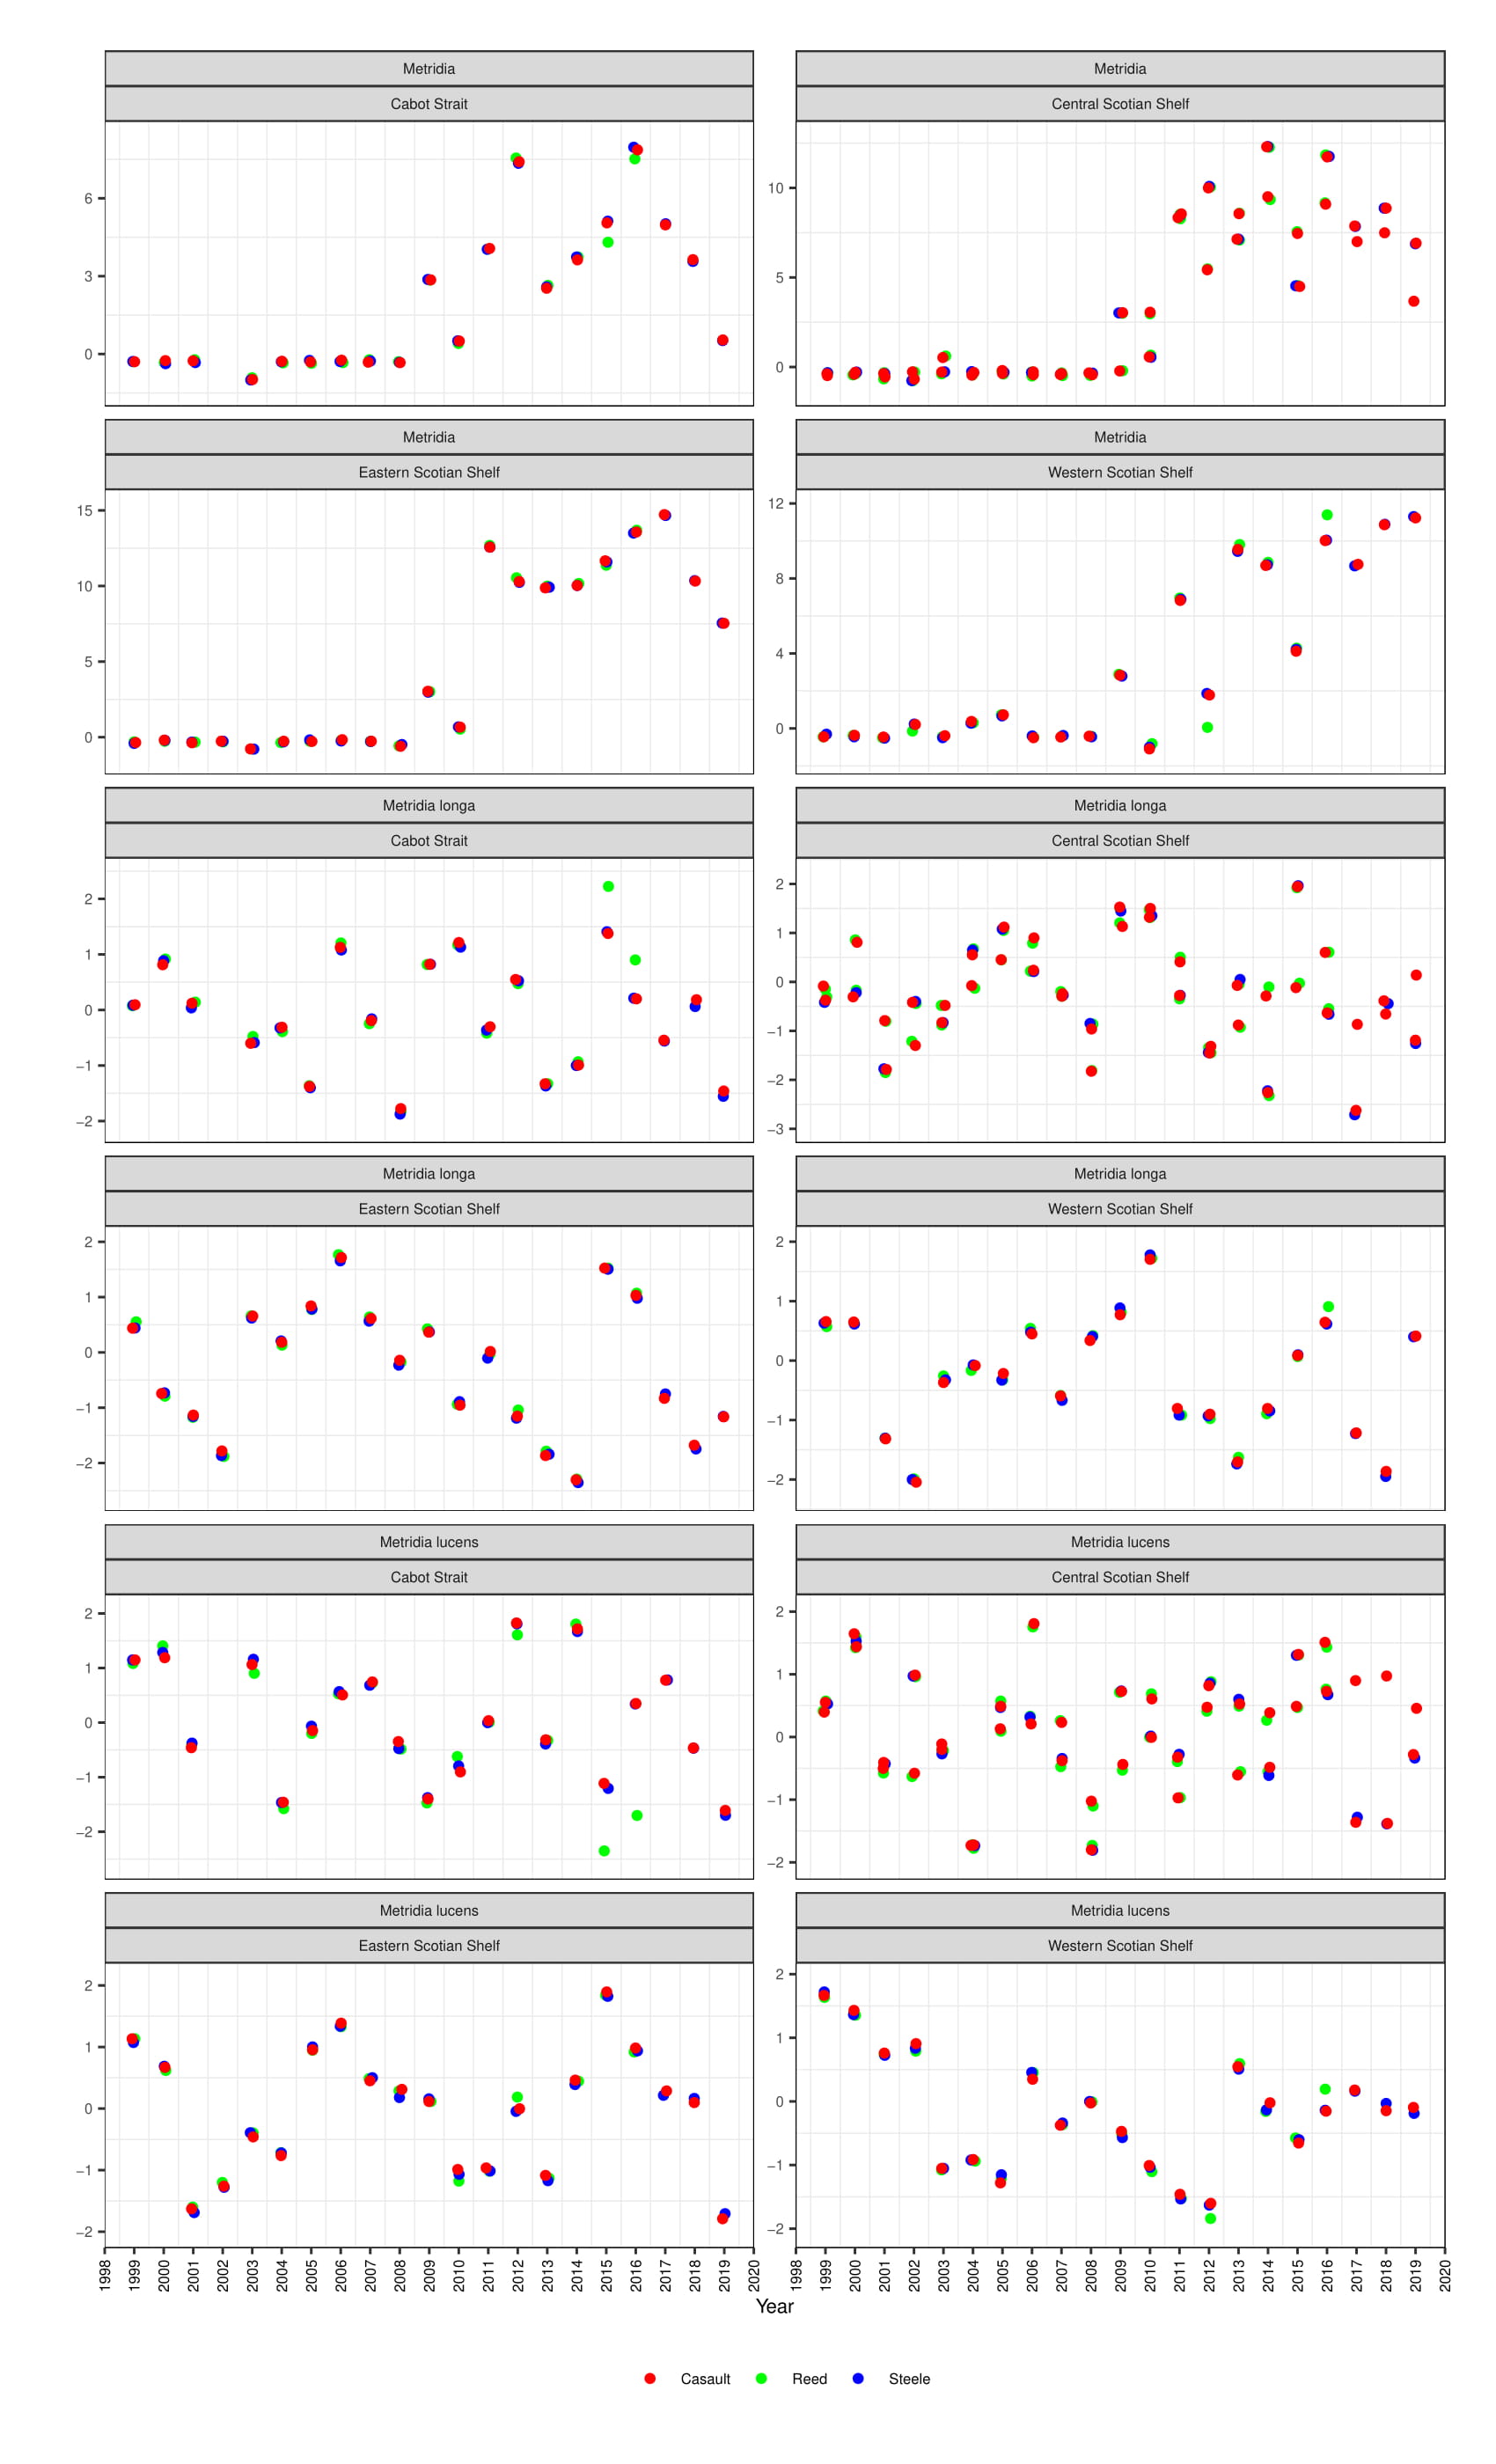 Metridia
Metridia
Cabot Strait
Central Scotian Shelf
6
3
0
10
5
0
Metridia
Metridia
Eastern Scotian Shelf
Western Scotian Shelf
15
10
5
0
12
8
4
0
Metridia longa
Metridia longa
Cabot Strait
Central Scotian Shelf
2
1
0
−1
−2
2
1
0
−1
−2
−3
Metridia longa
Metridia longa
Eastern Scotian Shelf
Western Scotian Shelf
2
1
0
−1
−2
2
1
0
−1
−2
Metridia lucens
Metridia lucens
Cabot Strait
Central Scotian Shelf
2
1
0
−1
−2
2
1
0
−1
−2
Metridia lucens
Metridia lucens
Eastern Scotian Shelf
Western Scotian Shelf
2
1
0
−1
−2
2
1
0
−1
−2
1998 1999 2000 2001 2002 2003 2004 2005 2006 2007 2008 2009 2010 2011 2012 2013 2014 2015 2016 2017 2018 2019 2020
1998 1999 2000 2001 2002 2003 2004 2005 2006 2007 2008 2009 2010 2011 2012 2013 2014 2015 2016 2017 2018 2019 2020
Year
Casault Reed Steele